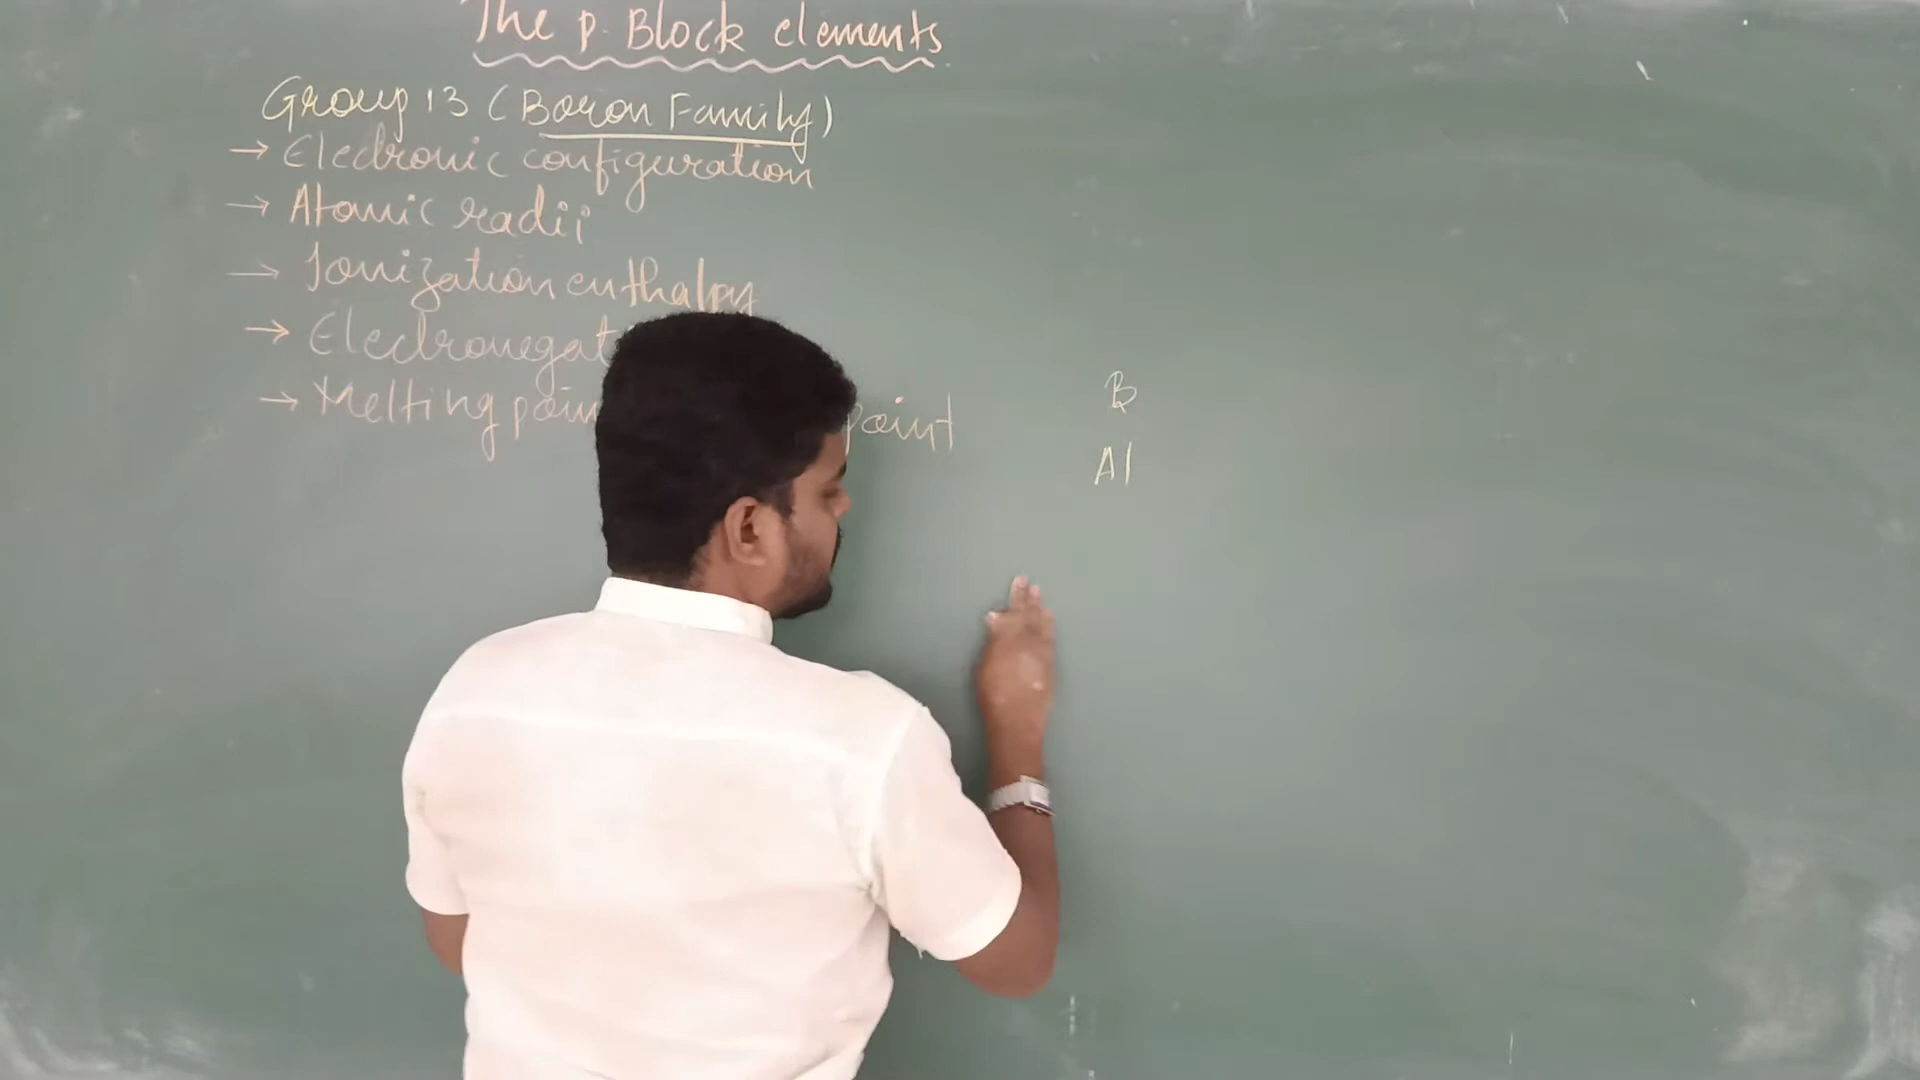 The P-Block elements
Group 13 (Boron Family)
→ Electronic configuration
→ Atomic radii
→ Ionization enthalpy
→ Electronegat
→ Melting poin point
B
Al